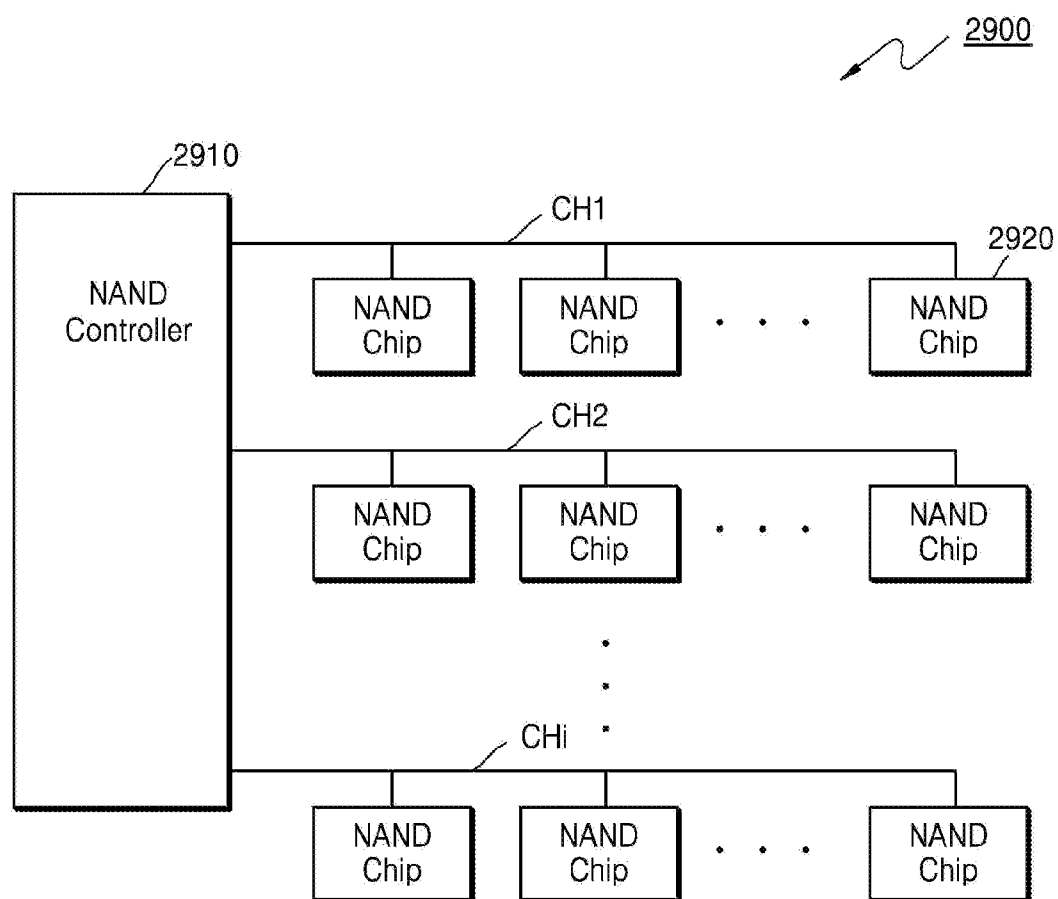 2900
2910
CH1
2920
NAND
Controller
NAND
Chip
NAND
Chip
NAND
Chip
CH2
NAND
Chip
NAND
Chip
NAND
Chip
CHi
NAND
Chip
NAND
Chip
NAND
Chip